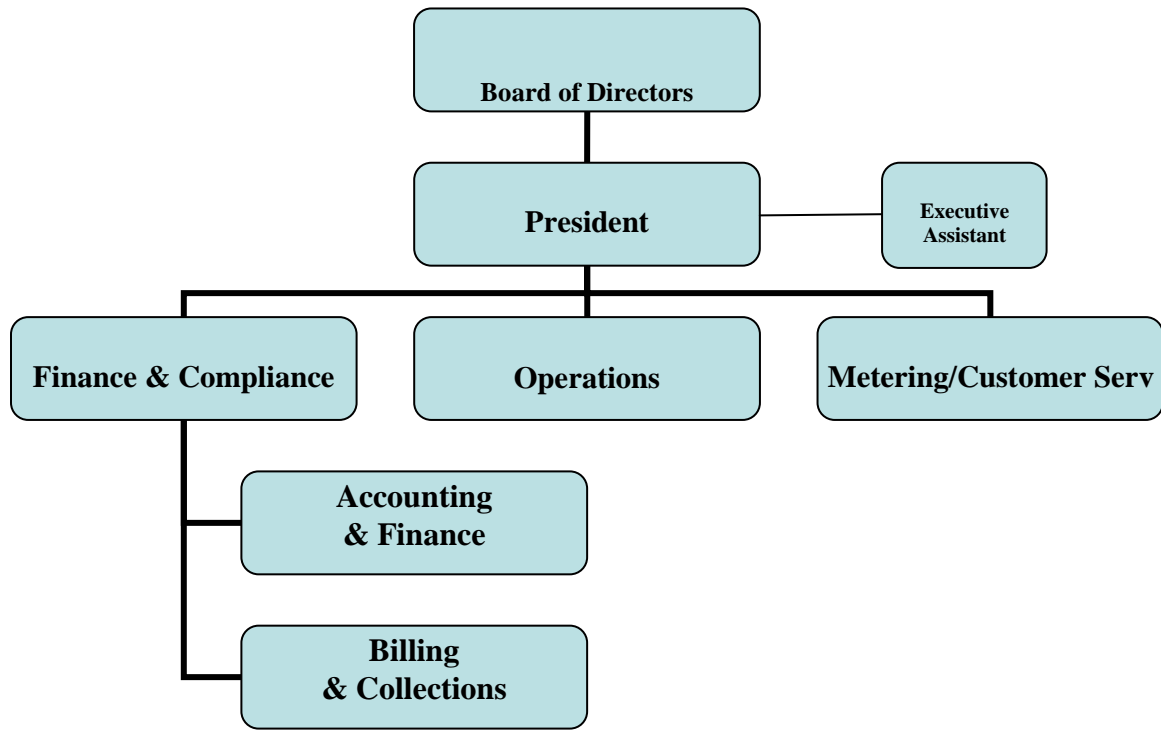 Board of Directors
President
Executive
Assistant
Finance & Compliance
Operations
Metering/Customer Serv
Accounting
& Finance
Billing
& Collections